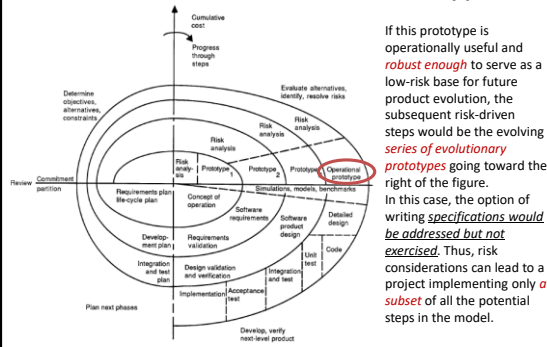 Cumulative
cost
Progress
through
steps
Determine
objectives,
alternatives,
constraints
Evaluate alternatives,
identify, resolve risks
Risk
analysis
Risk
analysis
Risk
analysis
Risk
analy-
sis
Prototype
1
Prototype
2
Prototype
Operational
prototype
Review
Commitment
partition
Simulations, models, benchmarks
Requirements plan
life-cycle plan
Concept of
operation
Software
requirements
Software
product
design
Detailed
design
Develop-
ment plan
Requirements
validation
Code
Unit
test
Integration
and test
plan
Design validation
and verification
Integration
and test
Acceptance
test
Implementation
Plan next phases
Develop, verify
next-level product
If this prototype is
operationally useful and
robust enough to serve as a
low-risk base for future
product evolution, the
subsequent risk-driven
steps would be the evolving
series of evolutionary
prototypes going toward the
right of the figure.
In this case, the option of
writing specifications would
be addressed but not
exercised. Thus, risk
considerations can lead to a
project implementing only a
subset of all the potential
steps in the model.